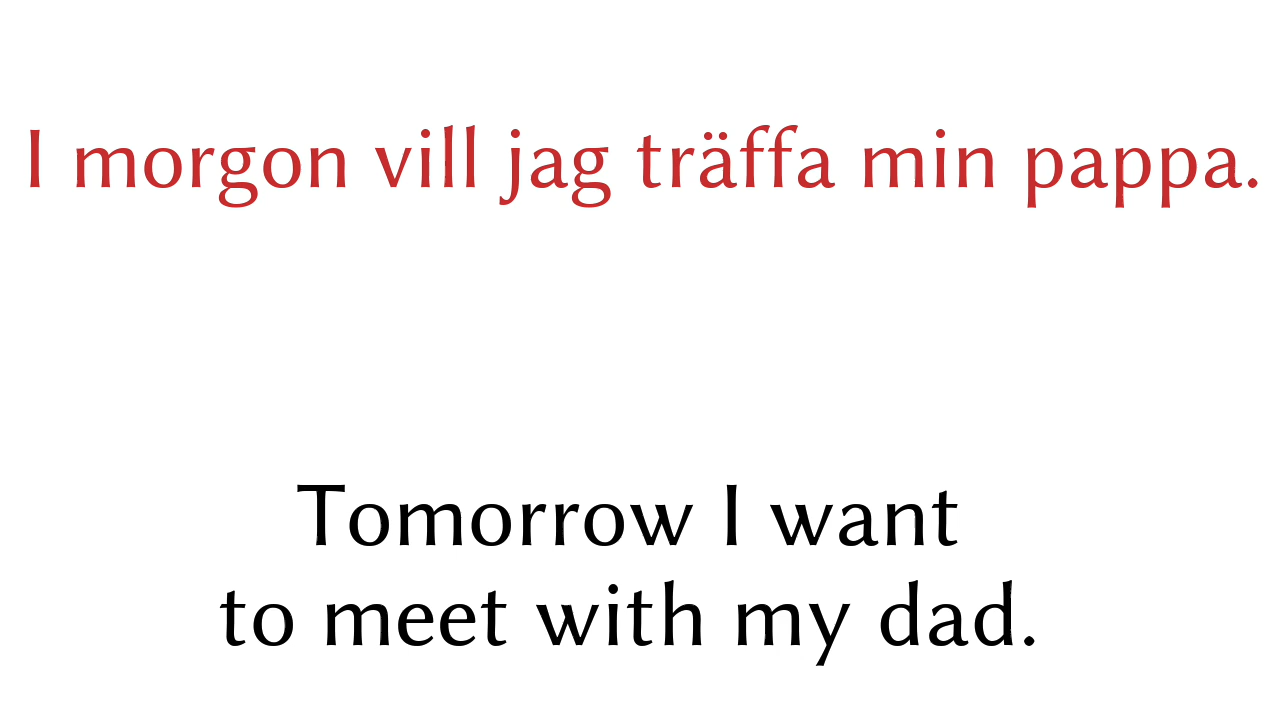 I morgon vill jag träffa min pappa.
Tomorrow I want
to meet with my dad.